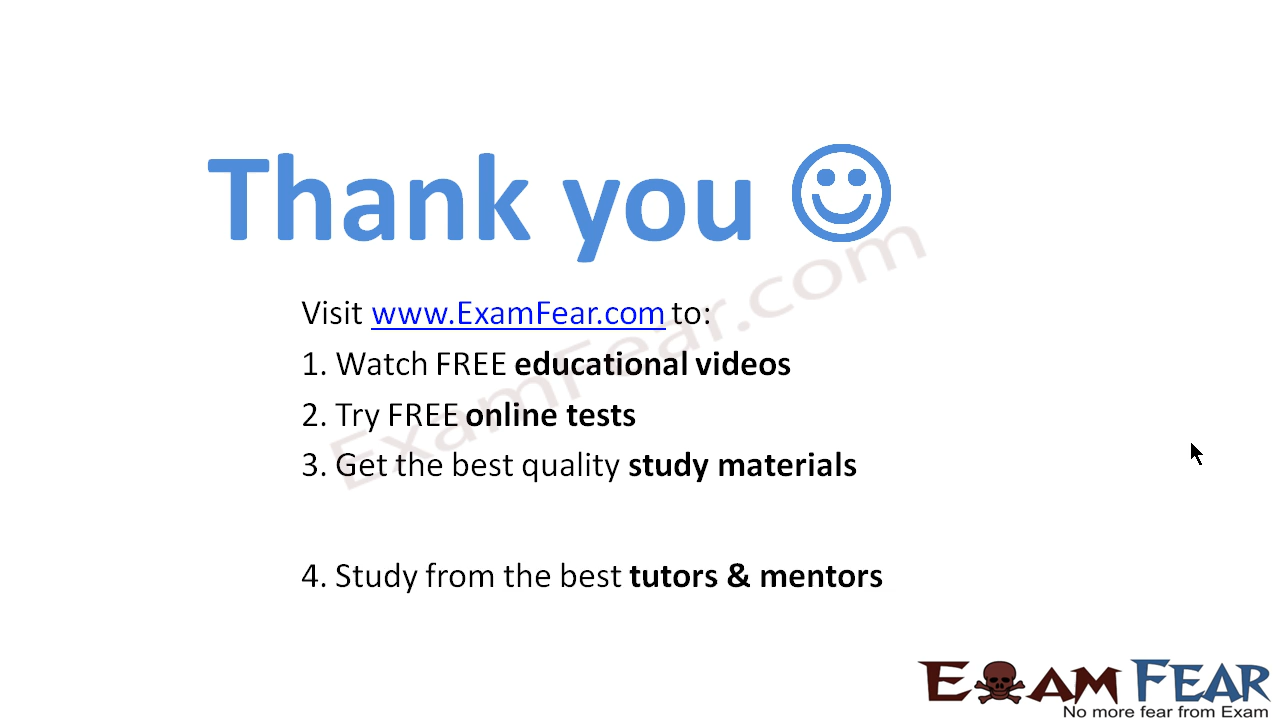 Thank you ☺
Visit www.ExamFear.com to:
1. Watch FREE educational videos
2. Try FREE online tests
3. Get the best quality study materials
4. Study from the best tutors & mentors
ExamFear.com
EXAM FEAR
No more fear from Exam